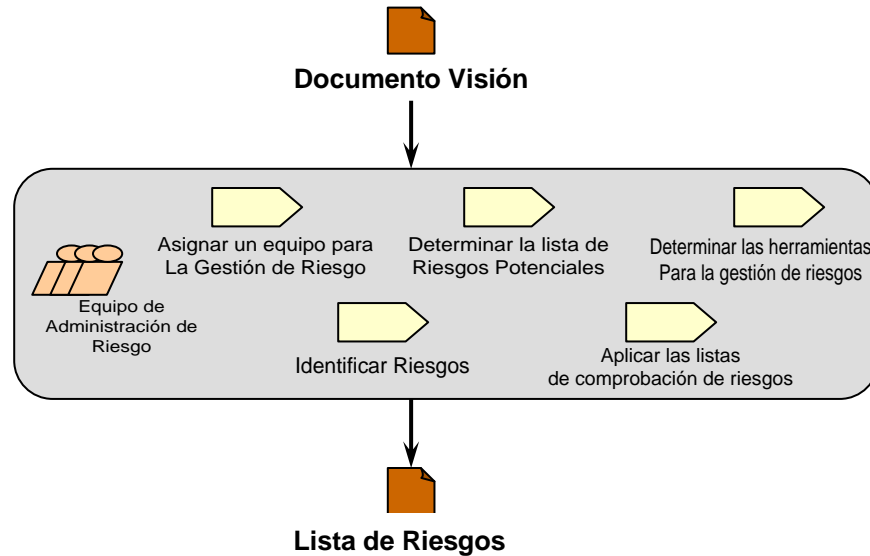 Documento Visión
Asignar un equipo para
La Gestión de Riesgo
Determinar la lista de
Riesgos Potenciales
Determinar las herramientas
Para la gestión de riesgos
Equipo de
Administración de
Riesgo
Identificar Riesgos
Aplicar las listas
de comprobación de riesgos
Lista de Riesgos